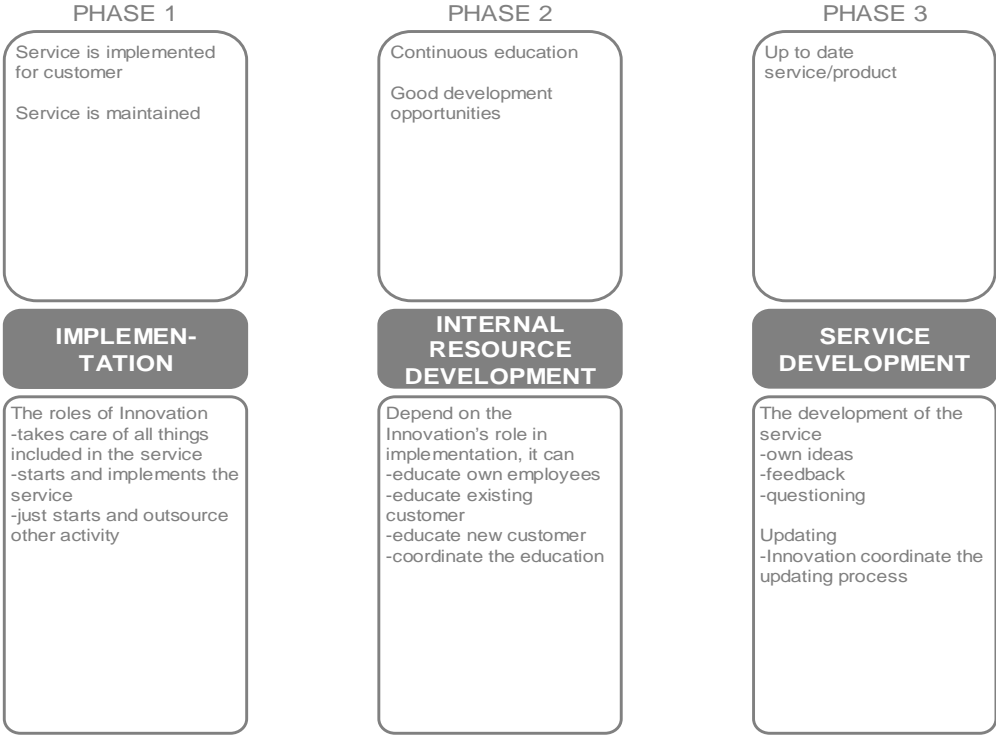 PHASE 1
Service is implemented
for customer
Service is maintained
IMPLEMEN-
TATION
The roles of Innovation
-takes care of all things
included in the service
-starts and implements the
service
-just starts and outsource
other activity
PHASE 2
Continuous education
Good development
opportunities
INTERNAL
RESOURCE
DEVELOPMENT
Depend on the
Innovation's role in
implementation, it can
-educate own employees
-educate existing
customer
-educate new customer
-coordinate the education
PHASE 3
Up to date
service/product
SERVICE
DEVELOPMENT
The development of the
service
-own ideas
-feedback
-questioning
Updating
-Innovation coordinate the
updating process